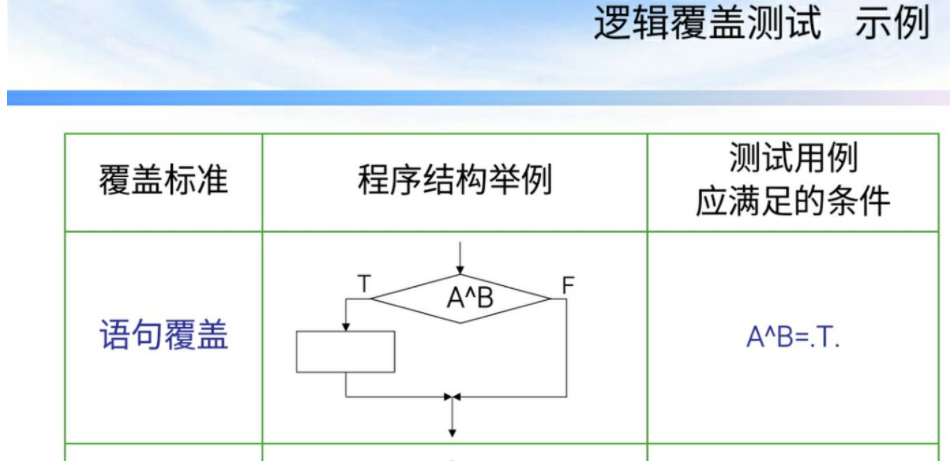 逻辑覆盖测试 示例
覆盖标准
程序结构举例
测试用例
应满足的条件
语句覆盖
T
A^B
F
A^B=.T.